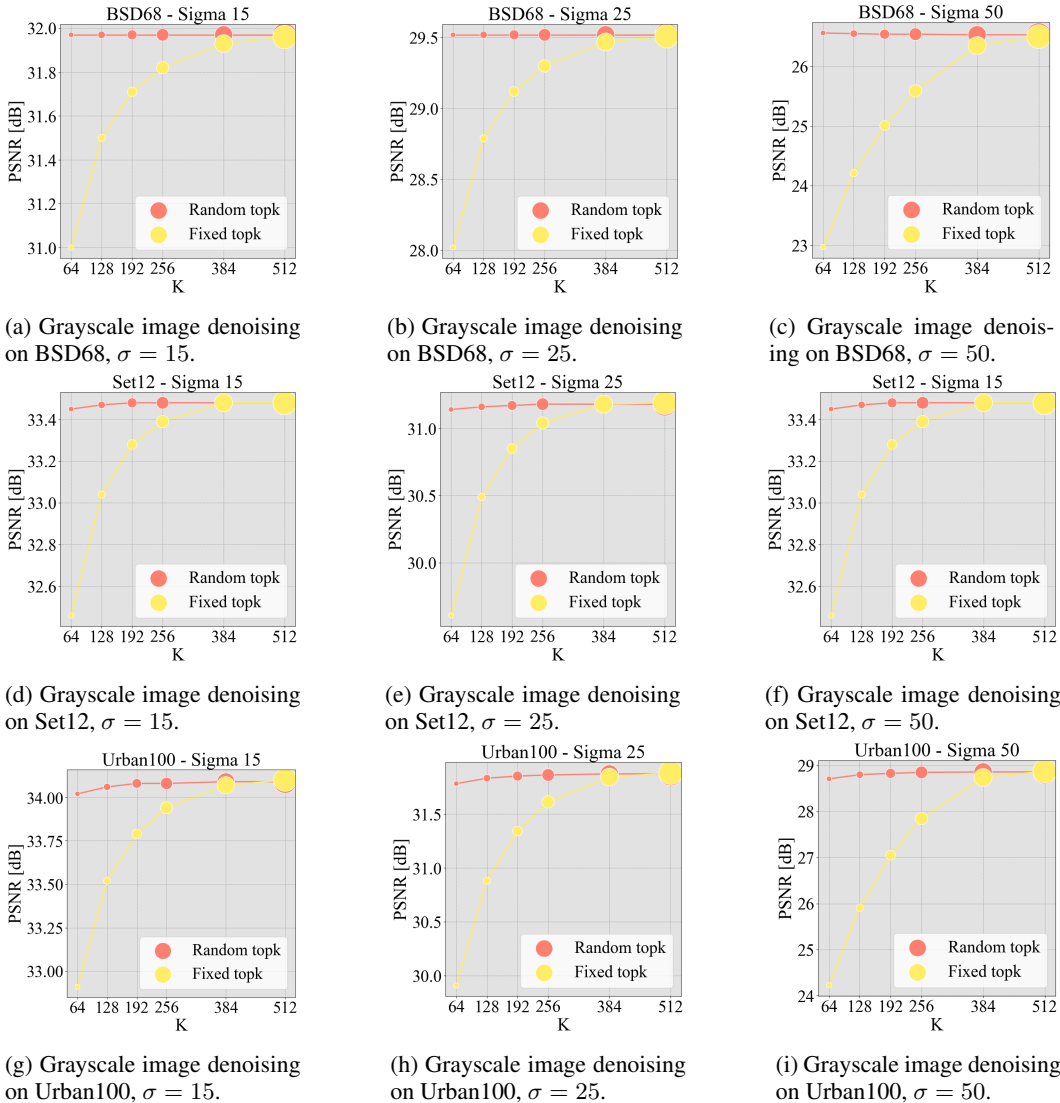 BSD68 - Sigma 15
PSNR [dB]
32.0
31.8
31.6
31.4
31.2
31.0
Random topk
Fixed topk
64 128 192 256 384 512
K
(a) Grayscale image denoising
on BSD68, σ = 15.
BSD68 - Sigma 25
PSNR [dB]
29.5
29.0
28.5
28.0
Random topk
Fixed topk
64 128 192 256 384 512
K
(b) Grayscale image denoising
on BSD68, σ = 25.
BSD68 - Sigma 50
PSNR [dB]
26
25
24
23
Random topk
Fixed topk
64 128 192 256 384 512
K
(c) Grayscale image denois-
ing on BSD68, σ = 50.
Set12 - Sigma 15
PSNR [dB]
33.4
33.2
33.0
32.8
32.6
Random topk
Fixed topk
64 128 192 256 384 512
K
(d) Grayscale image denoising
on Set12, σ = 15.
Set12 - Sigma 25
PSNR [dB]
31.0
30.5
30.0
Random topk
Fixed topk
64 128 192 256 384 512
K
(e) Grayscale image denoising
on Set12, σ = 25.
Set12 - Sigma 15
PSNR [dB]
33.4
33.2
33.0
32.8
32.6
Random topk
Fixed topk
64 128 192 256 384 512
K
(f) Grayscale image denoising
on Set12, σ = 50.
Urban100 - Sigma 15
PSNR [dB]
34.00
33.75
33.50
33.25
33.00
Random topk
Fixed topk
64 128 192 256 384 512
K
(g) Grayscale image denoising
on Urban100, σ = 15.
Urban100 - Sigma 25
PSNR [dB]
31.5
31.0
30.5
30.0
Random topk
Fixed topk
64 128 192 256 384 512
K
(h) Grayscale image denoising
on Urban100, σ = 25.
Urban100 - Sigma 50
PSNR [dB]
29
28
27
26
25
24
Random topk
Fixed topk
64 128 192 256 384 512
K
(i) Grayscale image denoising
on Urban100, σ = 50.